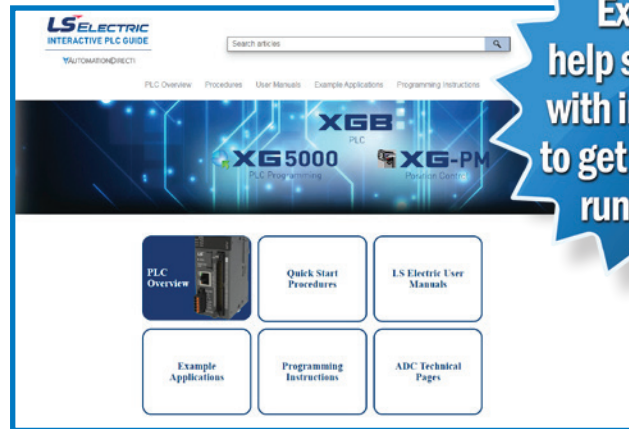 LS ELECTRIC
INTERACTIVE PLC GUIDE
AUTOMATIONDIRECT
Search articles
PLC Overview Procedures User Manuals Example Applications Programming Instructions
XGB
PLC
XG5000
PLC Programming
XG-PM
Position Control
PLC
Overview
Quick Start
Procedures
LS Electric User
Manuals
Example
Applications
Programming
Instructions
ADC Technical
Pages
Ex
help s
with i
to get
run